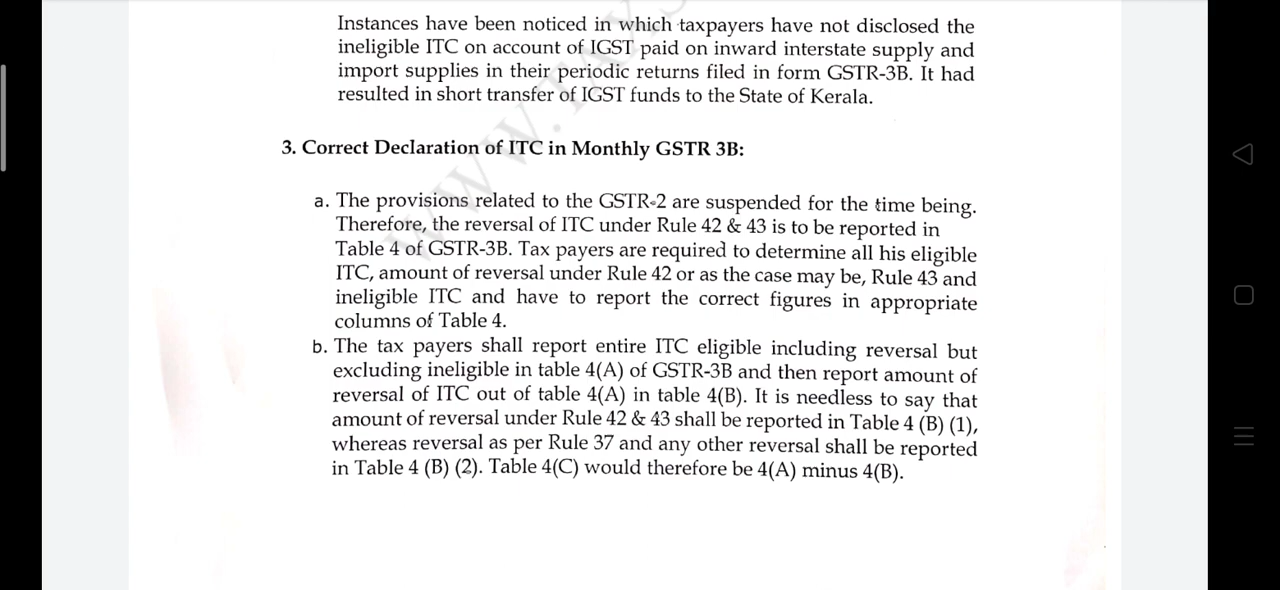 Instances have been noticed in which taxpayers have not disclosed the
ineligible ITC on account of IGST paid on inward interstate supply and
import supplies in their periodic returns filed in form GSTR-3B. It had
resulted in short transfer of IGST funds to the State of Kerala.
3. Correct Declaration of ITC in Monthly GSTR 3B:
a. The provisions related to the GSTR-2 are suspended for the time being.
Therefore, the reversal of ITC under Rule 42 & 43 is to be reported in
Table 4 of GSTR-3B. Tax payers are required to determine all his eligible
ITC, amount of reversal under Rule 42 or as the case may be, Rule 43 and
ineligible ITC and have to report the correct figures in appropriate
columns of Table 4.
b. The tax payers shall report entire ITC eligible including reversal but
excluding ineligible in table 4(A) of GSTR-3B and then report amount of
reversal of ITC out of table 4(A) in table 4(B). It is needless to say that
amount of reversal under Rule 42 & 43 shall be reported in Table 4 (B) (1),
whereas reversal as per Rule 37 and any other reversal shall be reported
in Table 4 (B) (2). Table 4(C) would therefore be 4(A) minus 4(B).
WWW.TAX